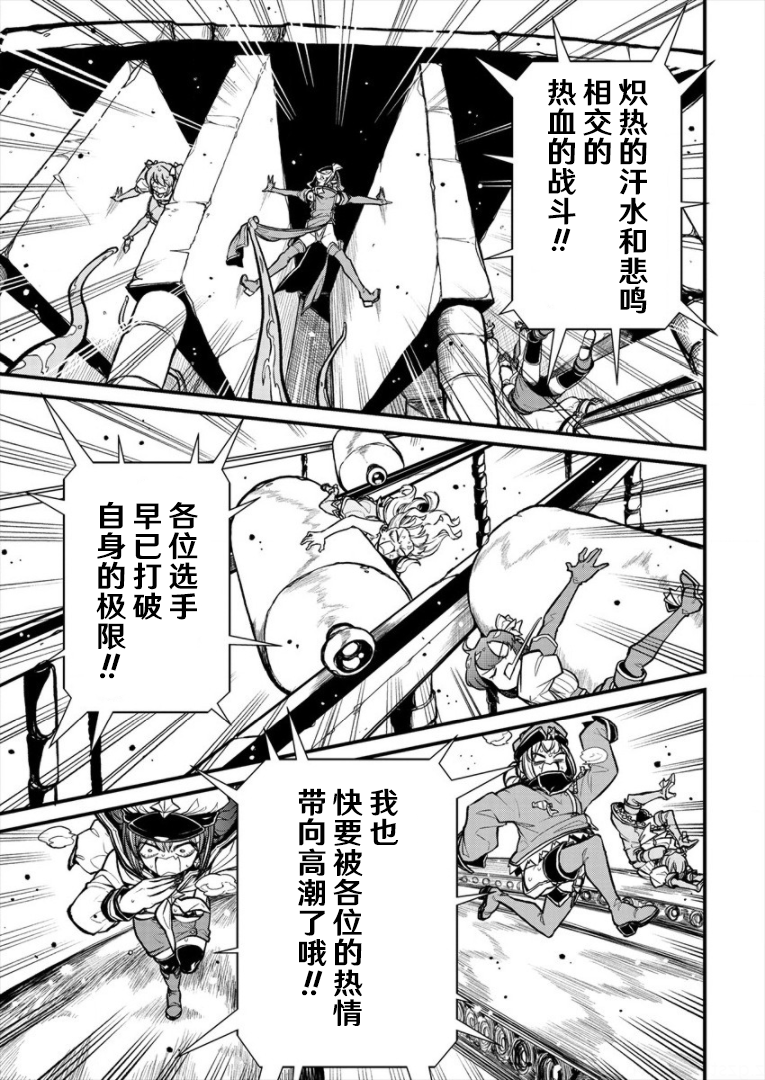 炽热的汗水和悲鸣
相交的
热血的战斗!!
各位选手
早已打破
自身的极限!!
我也
快要被各位的热情
带向高潮了哦!!